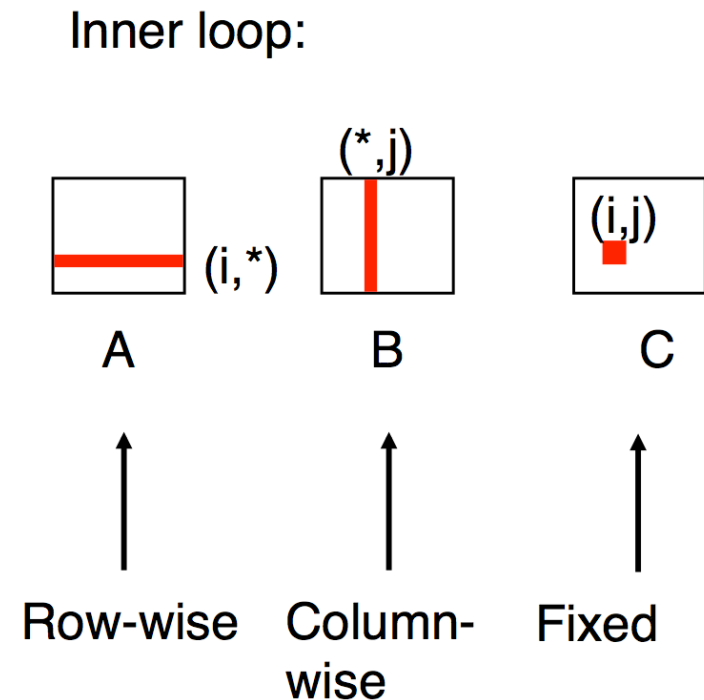 Inner loop:
(*,j)
(i,j)
(i,*)
A B C
Row-wise Column-
wise Fixed